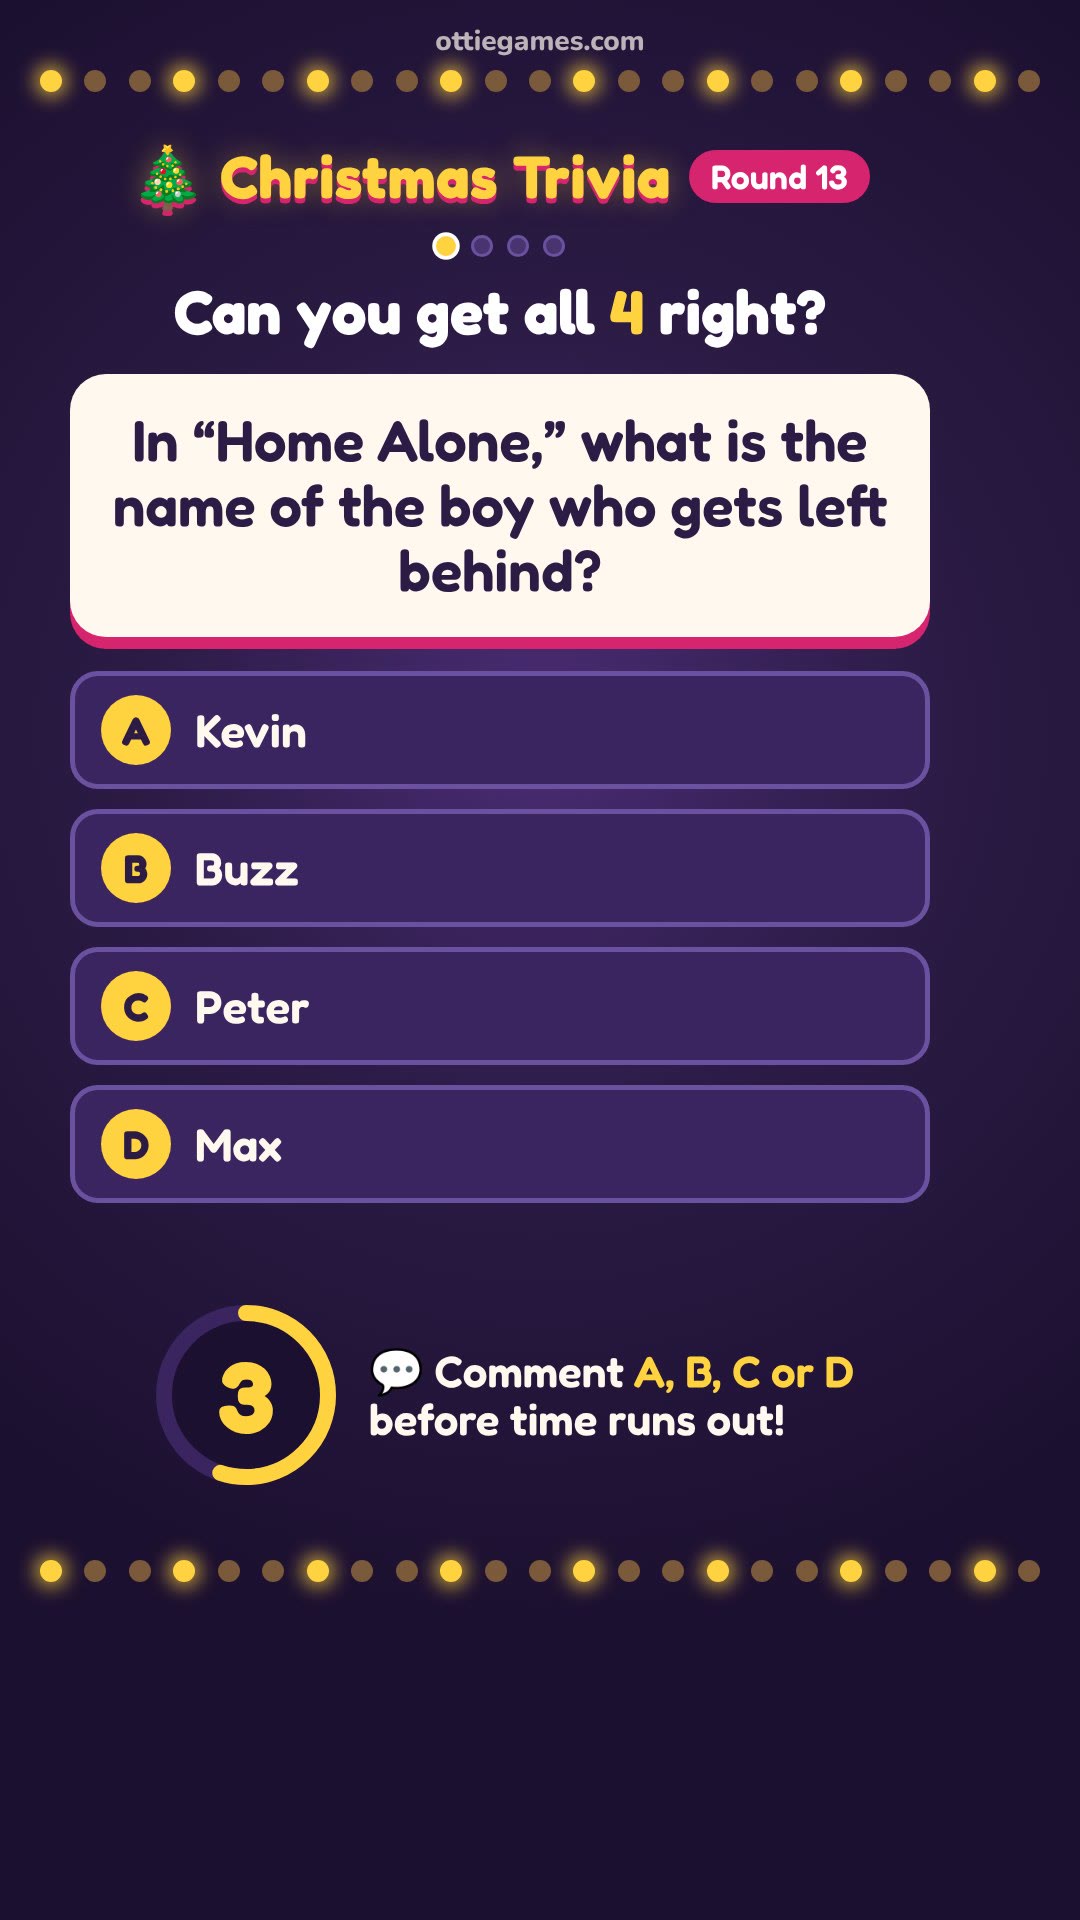 ottiegames.com
Christmas Trivia Round 13
Can you get all 4 right?
In “Home Alone,” what is the
name of the boy who gets left
behind?
A Kevin
B Buzz
C Peter
D Max
3
Comment A, B, C or D
before time runs out!